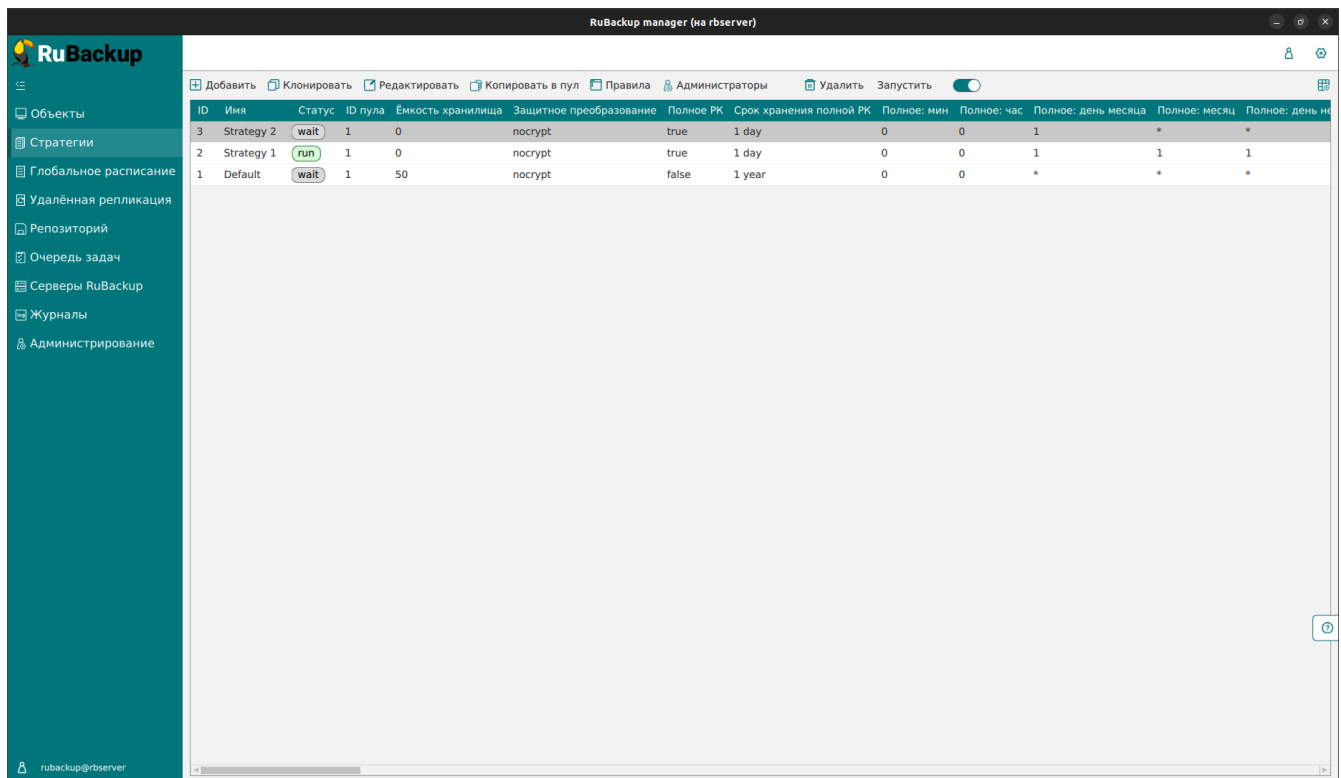 RuBackup manager (на rbserver)
RuBackup
Добавить Клонировать Редактировать Копировать в пул Правила Администраторы Удалить Запустить
Объекты
Стратегии
Глобальное расписание
Удалённая репликация
Репозиторий
Очередь задач
Серверы RuBackup
Журналы
Администрирование
ID Имя Статус ID пула Ёмкость хранилища Защитное преобразование Полное РК Срок хранения полной РК Полное: мин Полное: час Полное: день месяца Полное: месяц Полное: день не
3 Strategy 2 wait 1 0 nocrypt true 1 day 0 0 1 * *
2 Strategy 1 run 1 0 nocrypt true 1 day 0 0 1 1 1
1 Default wait 1 50 nocrypt false 1 year 0 0 * * *
rubackup@rbserver